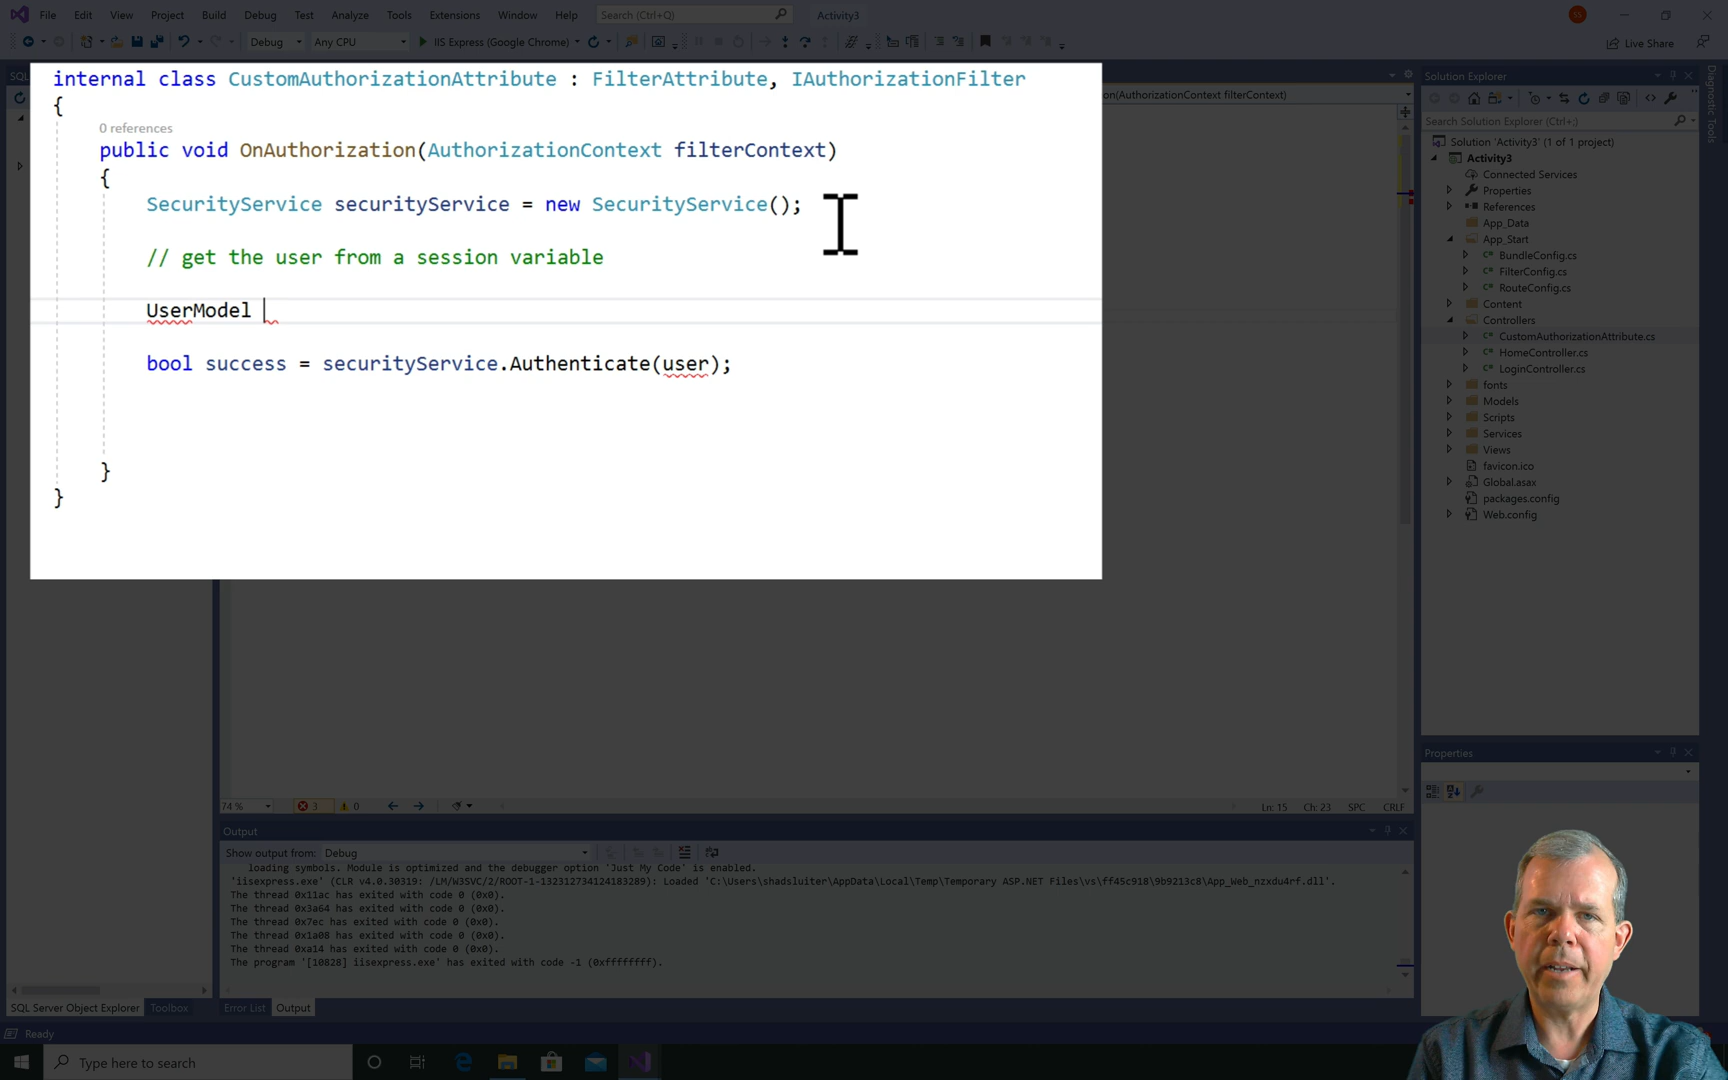 File Edit View Project Build Debug Test Analyze Tools Extensions Window Help Search (Ctrl+Q) Activity3 SS
Debug Any CPU IIS Express (Google Chrome) Live Share
SQL
internal class CustomAuthorizationAttribute : FilterAttribute, IAuthorizationFilter
{
0 references
public void OnAuthorization(AuthorizationContext filterContext)
{
SecurityService securityService = new SecurityService();
// get the user from a session variable
UserModel
bool success = securityService.Authenticate(user);
}
}
on(AuthorizationContext filterContext)
Solution Explorer
Search Solution Explorer (Ctrl+;)
Solution 'Activity3' (1 of 1 project)
Activity3
Connected Services
Properties
References
App_Data
App_Start
C# BundleConfig.cs
C# FilterConfig.cs
C# RouteConfig.cs
Content
Controllers
C# CustomAuthorizationAttribute.cs
C# HomeController.cs
C# LoginController.cs
fonts
Models
Scripts
Services
Views
favicon.ico
Global.asax
packages.config
Web.config
Diagnostic Tools
Properties
74 % 3 0 Ln: 15 Ch: 23 SPC CRLF
Output
Show output from: Debug
loading symbols. Module is optimized and the debugger option 'Just My Code' is enabled.
'iisexpress.exe' (CLR v4.0.30319: /LM/W3SVC/2/ROOT-1-132312734124183289): Loaded 'C:\Users\shadsluiter\AppData\Local\Temp\Temporary ASP.NET Files\vs\ff45c918\9b9213c8\App_Web_nzxdu4rf.dll'.
The thread 0x11ac has exited with code 0 (0x0).
The thread 0x3a64 has exited with code 0 (0x0).
The thread 0x7ec has exited with code 0 (0x0).
The thread 0x1a08 has exited with code 0 (0x0).
The thread 0xa14 has exited with code 0 (0x0).
The program '[10828] iisexpress.exe' has exited with code -1 (0xffffffff).
SQL Server Object Explorer Toolbox Error List Output
Ready
Type here to search